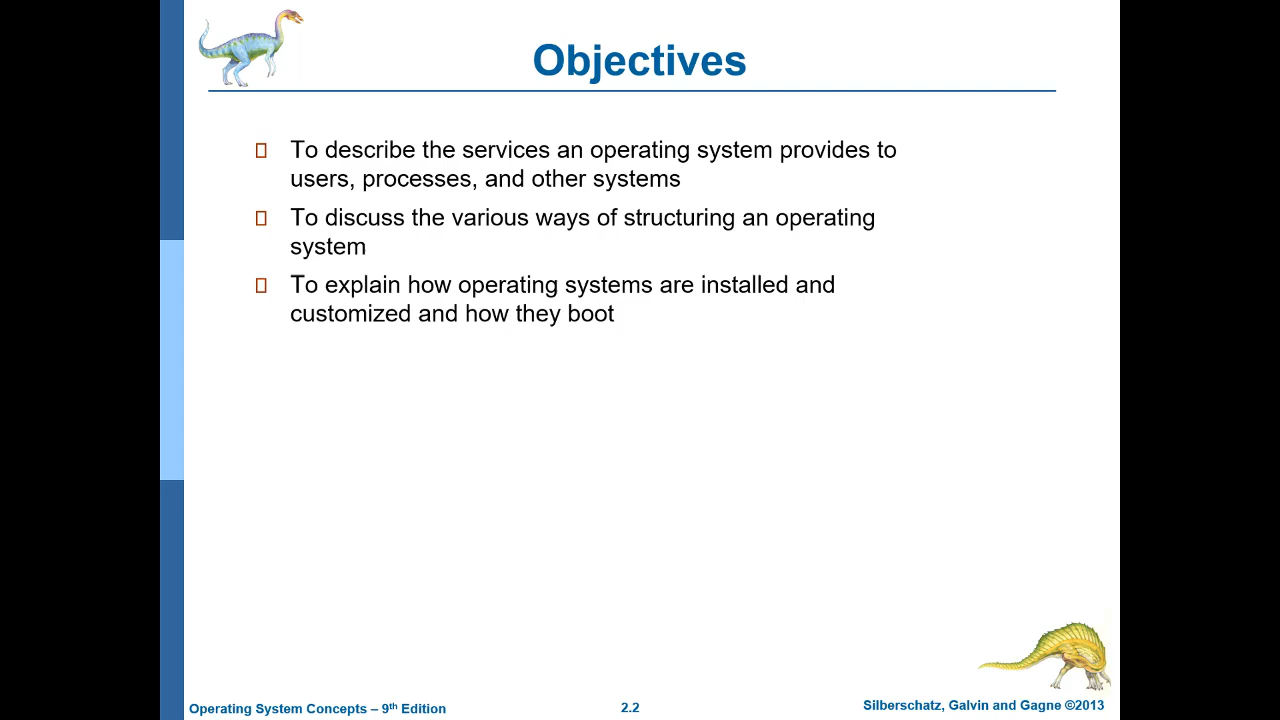 Objectives
To describe the services an operating system provides to
users, processes, and other systems
To discuss the various ways of structuring an operating
system
To explain how operating systems are installed and
customized and how they boot
Operating System Concepts – 9th Edition
2.2
Silberschatz, Galvin and Gagne ©2013